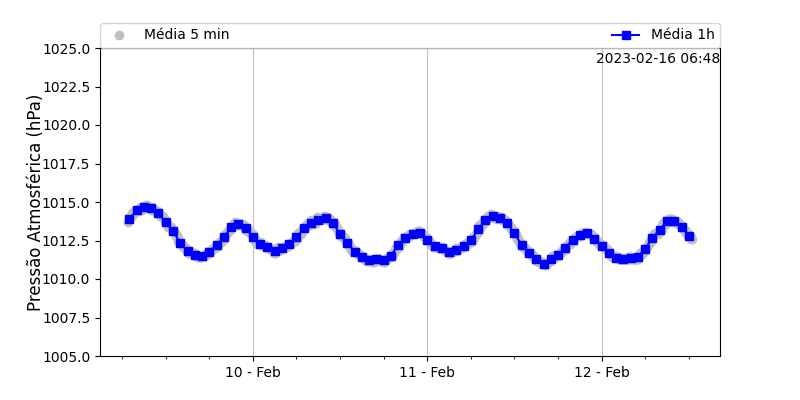 Média 5 min
Média 1h
2023-02-16 06:48
Pressão Atmosférica (hPa)
1025.0
1022.5
1020.0
1017.5
1015.0
1012.5
1010.0
1007.5
1005.0
10 - Feb
11 - Feb
12 - Feb